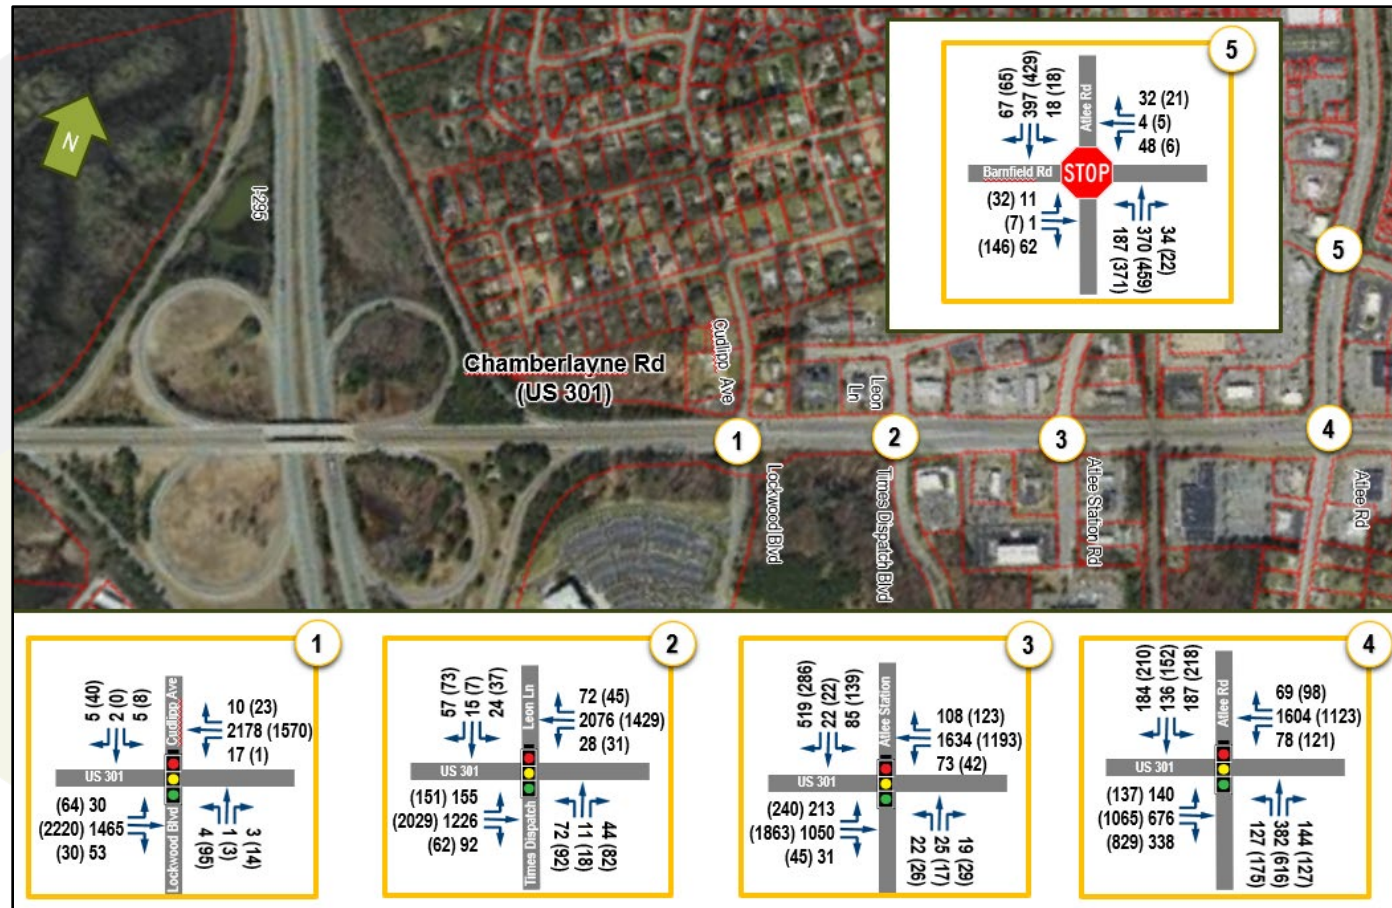 N
I-295
Chamberlayne Rd
(US 301)
Cudlipp Ave
Leon
Ln
Lockwood Blvd
Times Dispatch Blvd
Atlee Station Rd
Atlee Rd
1
2
3
4
5
5
67 (65)
397 (429)
18 (18)
Atlee Rd
32 (21)
4 (5)
48 (6)
Barnfield Rd
STOP
(32) 11
(7) 1
(146) 62
187 (371)
370 (459)
34 (22)
1
5 (40)
2 (0)
5 (8)
Cudlipp Ave
10 (23)
2178 (1570)
17 (1)
US 301
(64) 30
(2220) 1465
(30) 53
Lockwood Blvd
4 (95)
1 (3)
3 (14)
2
57 (73)
15 (7)
24 (37)
Leon Ln
72 (45)
2076 (1429)
28 (31)
US 301
(151) 155
(2029) 1226
(62) 92
Times Dispatch
72 (92)
11 (18)
44 (82)
3
519 (286)
22 (22)
85 (139)
Atlee Station
108 (123)
1634 (1193)
73 (42)
US 301
(240) 213
(1863) 1050
(45) 31
22 (26)
25 (17)
19 (29)
4
184 (210)
136 (152)
187 (218)
Atlee Rd
69 (98)
1604 (1123)
78 (121)
US 301
(137) 140
(1065) 676
(829) 338
127 (175)
382 (616)
144 (127)